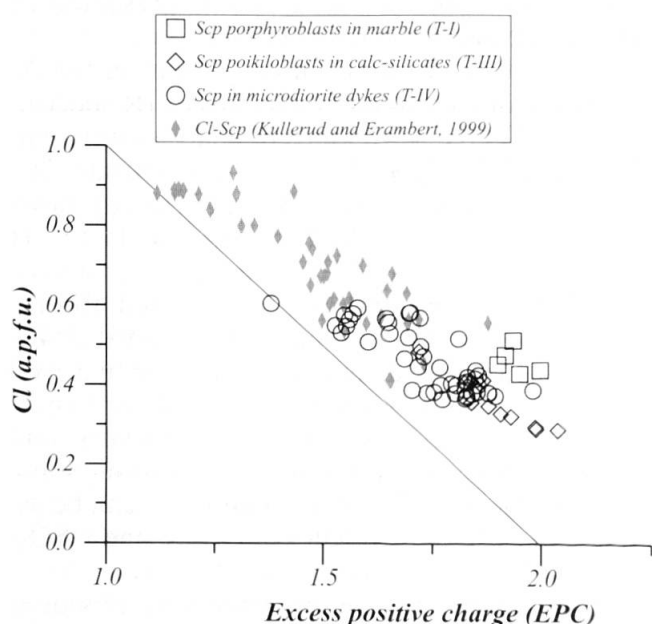 Scp porphyroblasts in marble (T-I)
Scp poikiloblasts in calc-silicates (T-III)
Scp in microdiorite dykes (T-IV)
Cl-Scp (Kullerud and Erambert, 1999)
1.0
0.8
0.6
0.4
0.2
0.0
Cl (a.p.f.u.)
1.0
1.5
2.0
Excess positive charge (EPC)